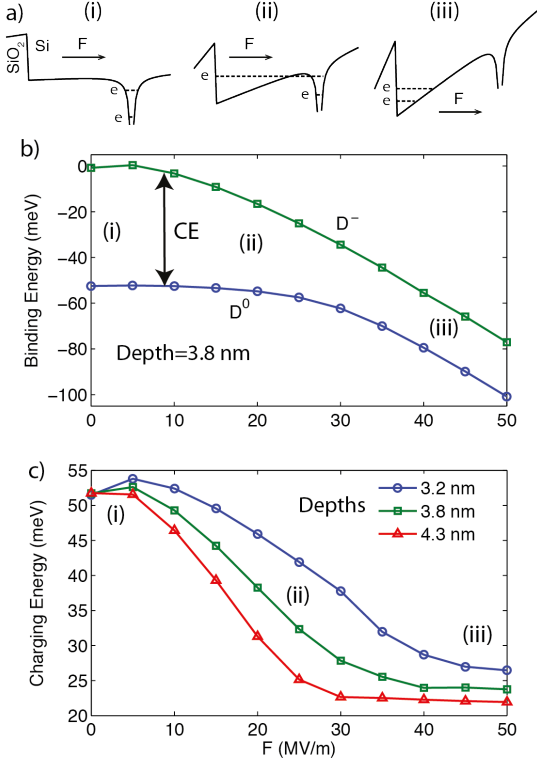 a)
(i)
(ii)
(iii)
SiO2
Si
F
e
e
F
e
e
e
e
F
b)
0
−20
−40
−60
−80
−100
Binding Energy (meV)
(i)
CE
(ii)
D−
D0
(iii)
Depth=3.8 nm
0 10 20 30 40 50
c)
55
50
45
40
35
30
25
20
Charging Energy (meV)
(i)
Depths
3.2 nm
3.8 nm
4.3 nm
(ii)
(iii)
0 10 20 30 40 50
F (MV/m)